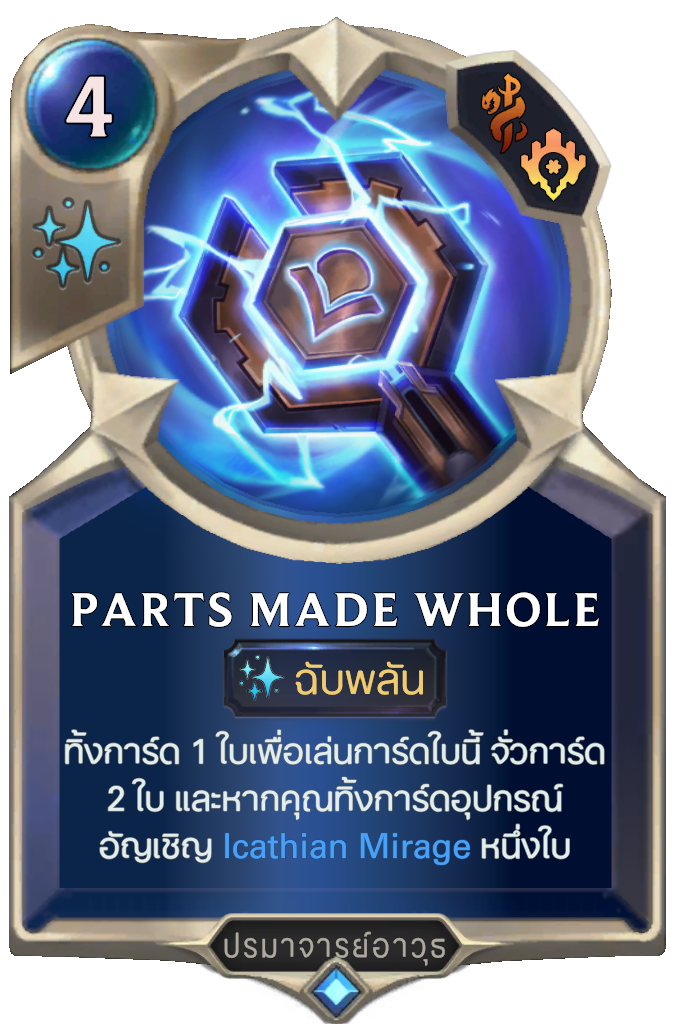 4
PARTS MADE WHOLE
ฉับพลัน
ทิ้งการ์ด 1 ใบเพื่อเล่นการ์ดใบนี้ จั่วการ์ด
2 ใบ และหากคุณทิ้งการ์ดอุปกรณ์
อัญเชิญ Icathian Mirage หนึ่งใบ
ปรมาจารย์อาวุธ